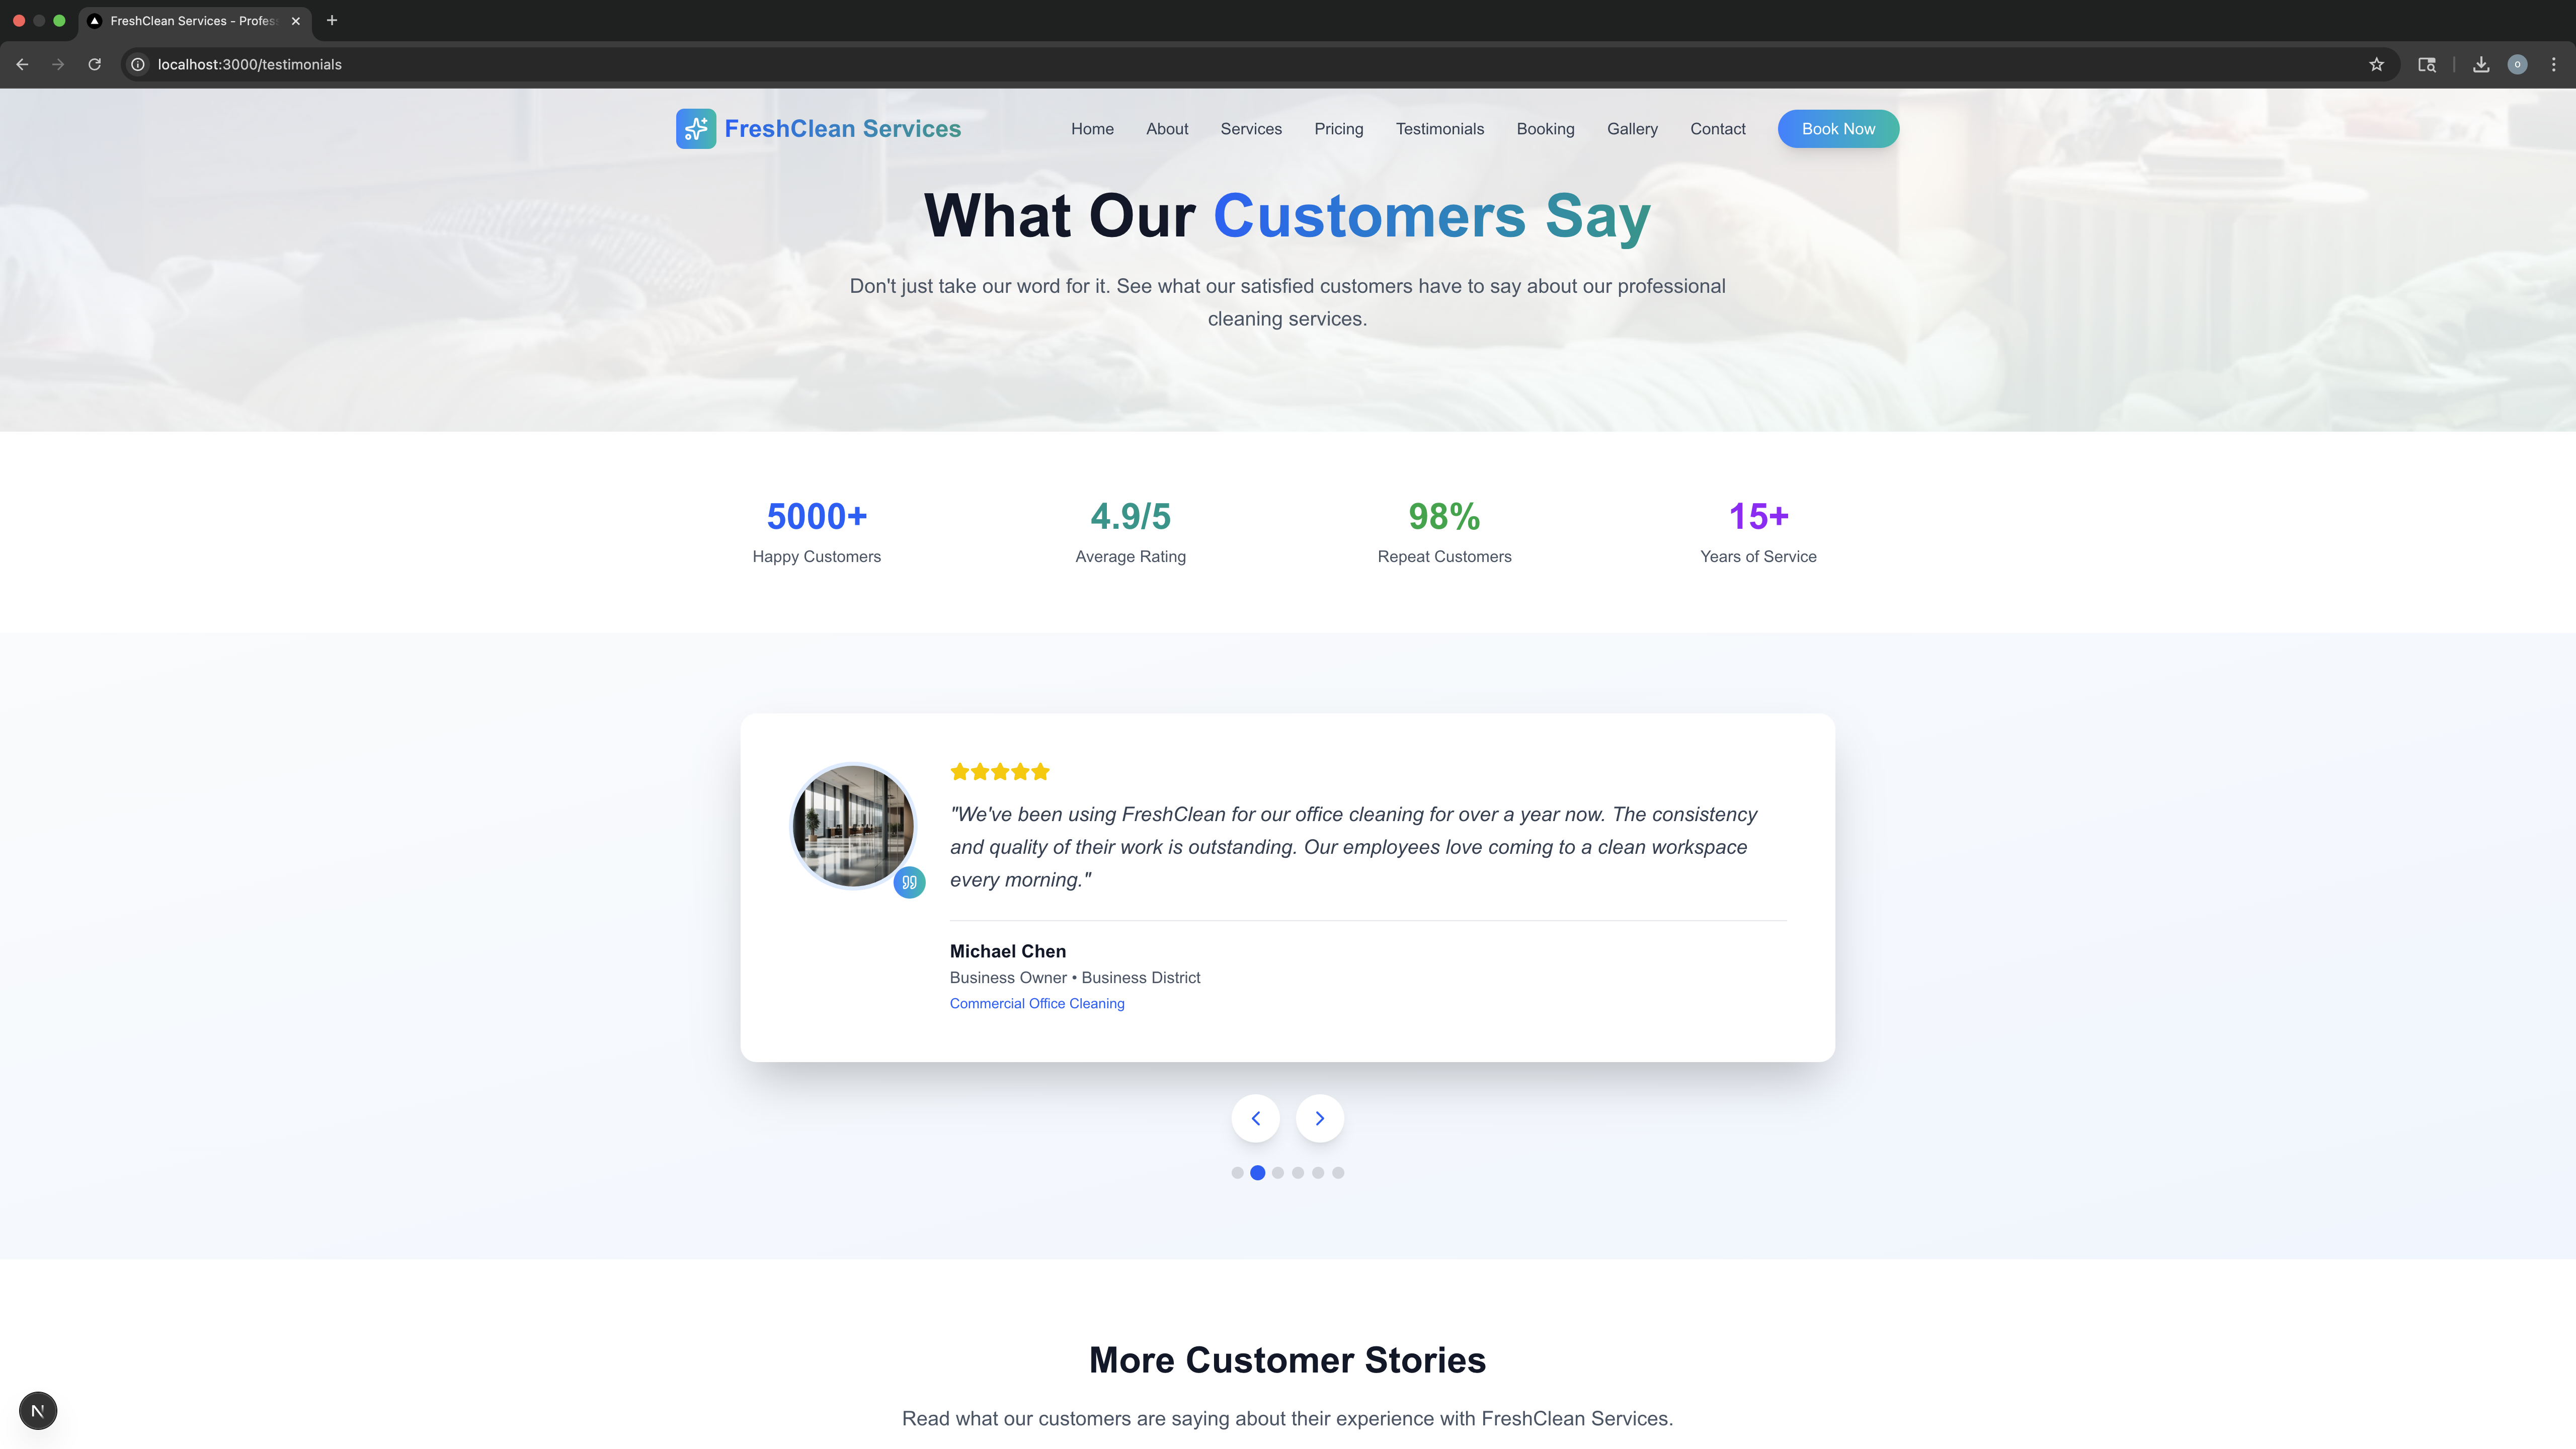 FreshClean Services - Profes
localhost:3000/testimonials
FreshClean Services
Home
About
Services
Pricing
Testimonials
Booking
Gallery
Contact
Book Now
What Our Customers Say
Don't just take our word for it. See what our satisfied customers have to say about our professional
cleaning services.
5000+
Happy Customers
4.9/5
Average Rating
98%
Repeat Customers
15+
Years of Service
"We've been using FreshClean for our office cleaning for over a year now. The consistency
and quality of their work is outstanding. Our employees love coming to a clean workspace
every morning."
Michael Chen
Business Owner • Business District
Commercial Office Cleaning
More Customer Stories
Read what our customers are saying about their experience with FreshClean Services.
N